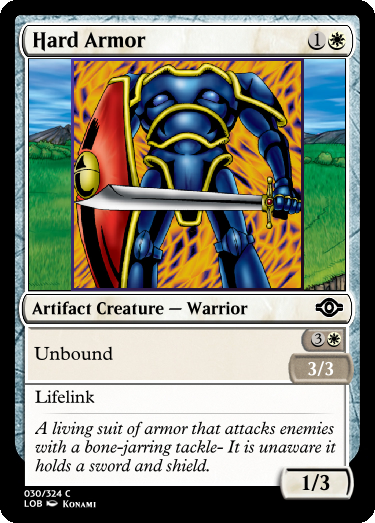 Hard Armor 1
Artifact Creature — Warrior
3
Unbound
3/3
Lifelink
A living suit of armor that attacks enemies
with a bone-jarring tackle- It is unaware it
holds a sword and shield.
1/3
030/324 C
LOB KONAMI